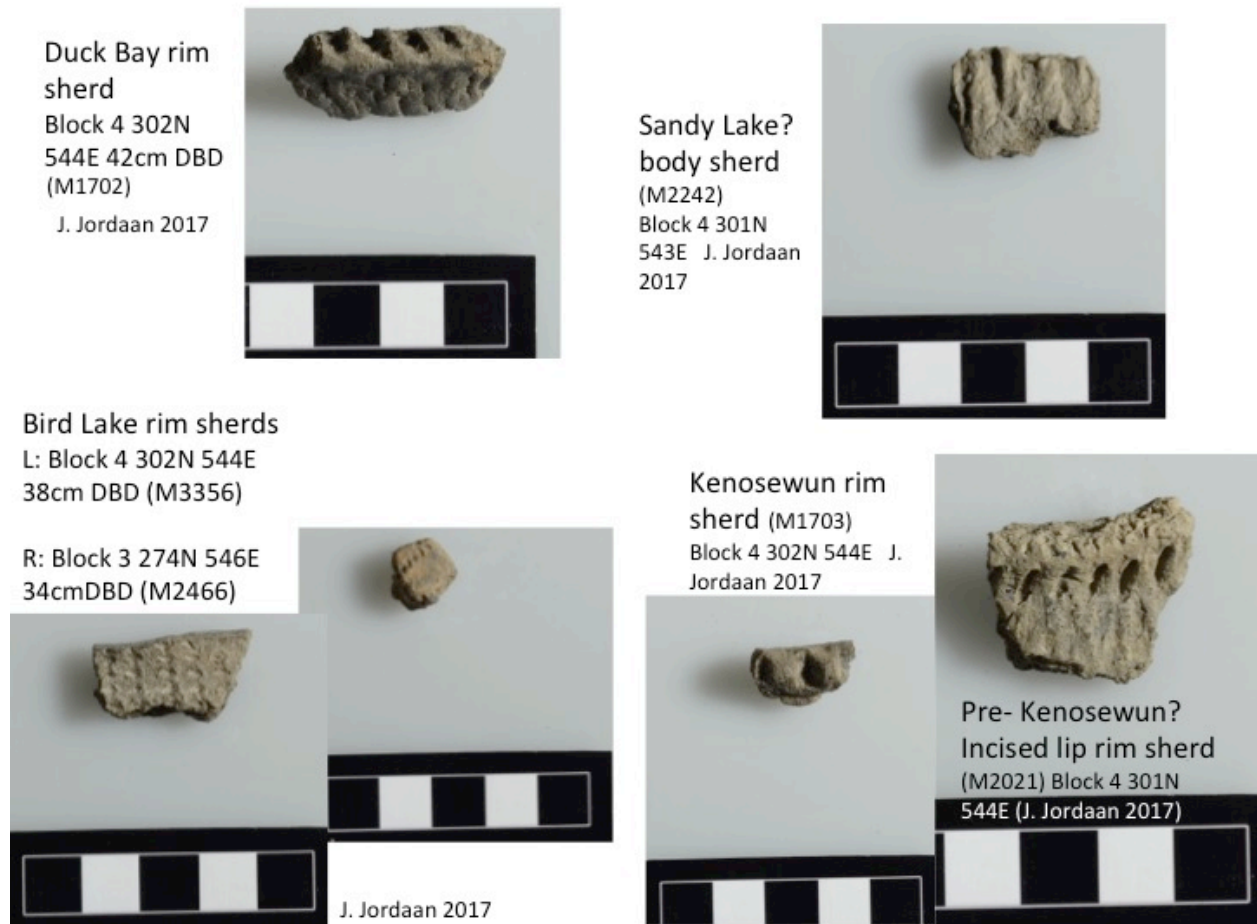 Duck Bay rim
sherd
Block 4 302N
544E 42cm DBD
(M1702)
J. Jordaan 2017
Sandy Lake?
body sherd
(M2242)
Block 4 301N
543E J. Jordaan
2017
Bird Lake rim sherds
L: Block 4 302N 544E
38cm DBD (M3356)
R: Block 3 274N 546E
34cmDBD (M2466)
J. Jordaan 2017
Kenosewun rim
sherd (M1703)
Block 4 302N 544E J.
Jordaan 2017
Pre- Kenosewun?
Incised lip rim sherd
(M2021) Block 4 301N
544E (J. Jordaan 2017)